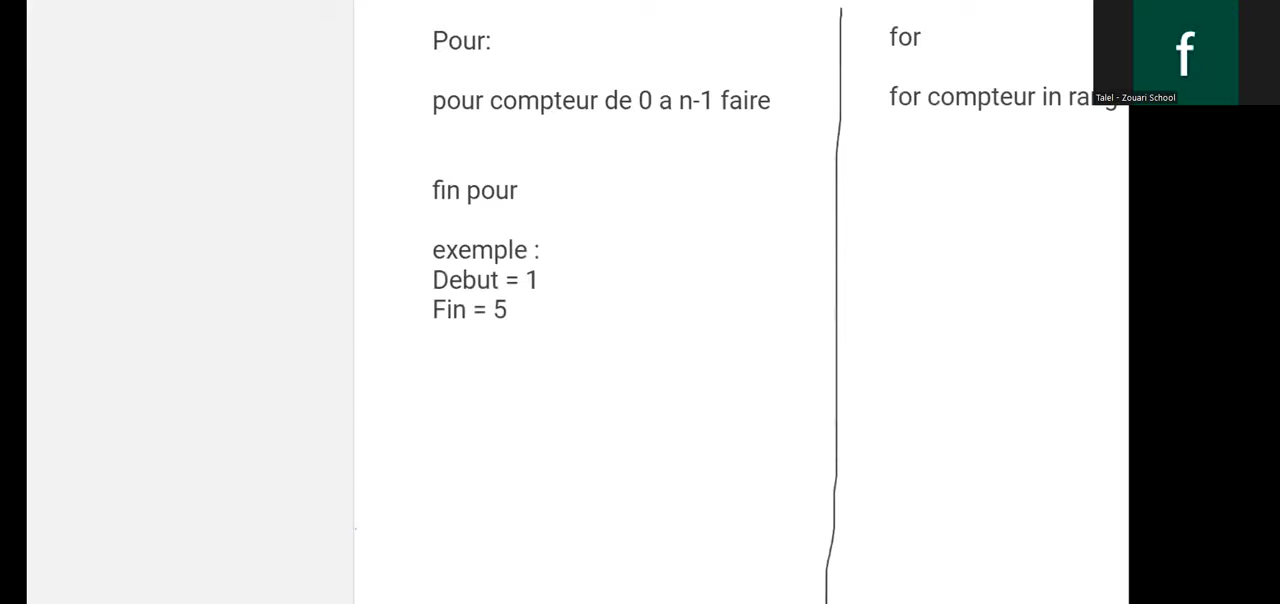 Pour:
pour compteur de 0 a n-1 faire
fin pour
exemple :
Debut = 1
Fin = 5
for
for compteur in
f
Talel - Zouari School